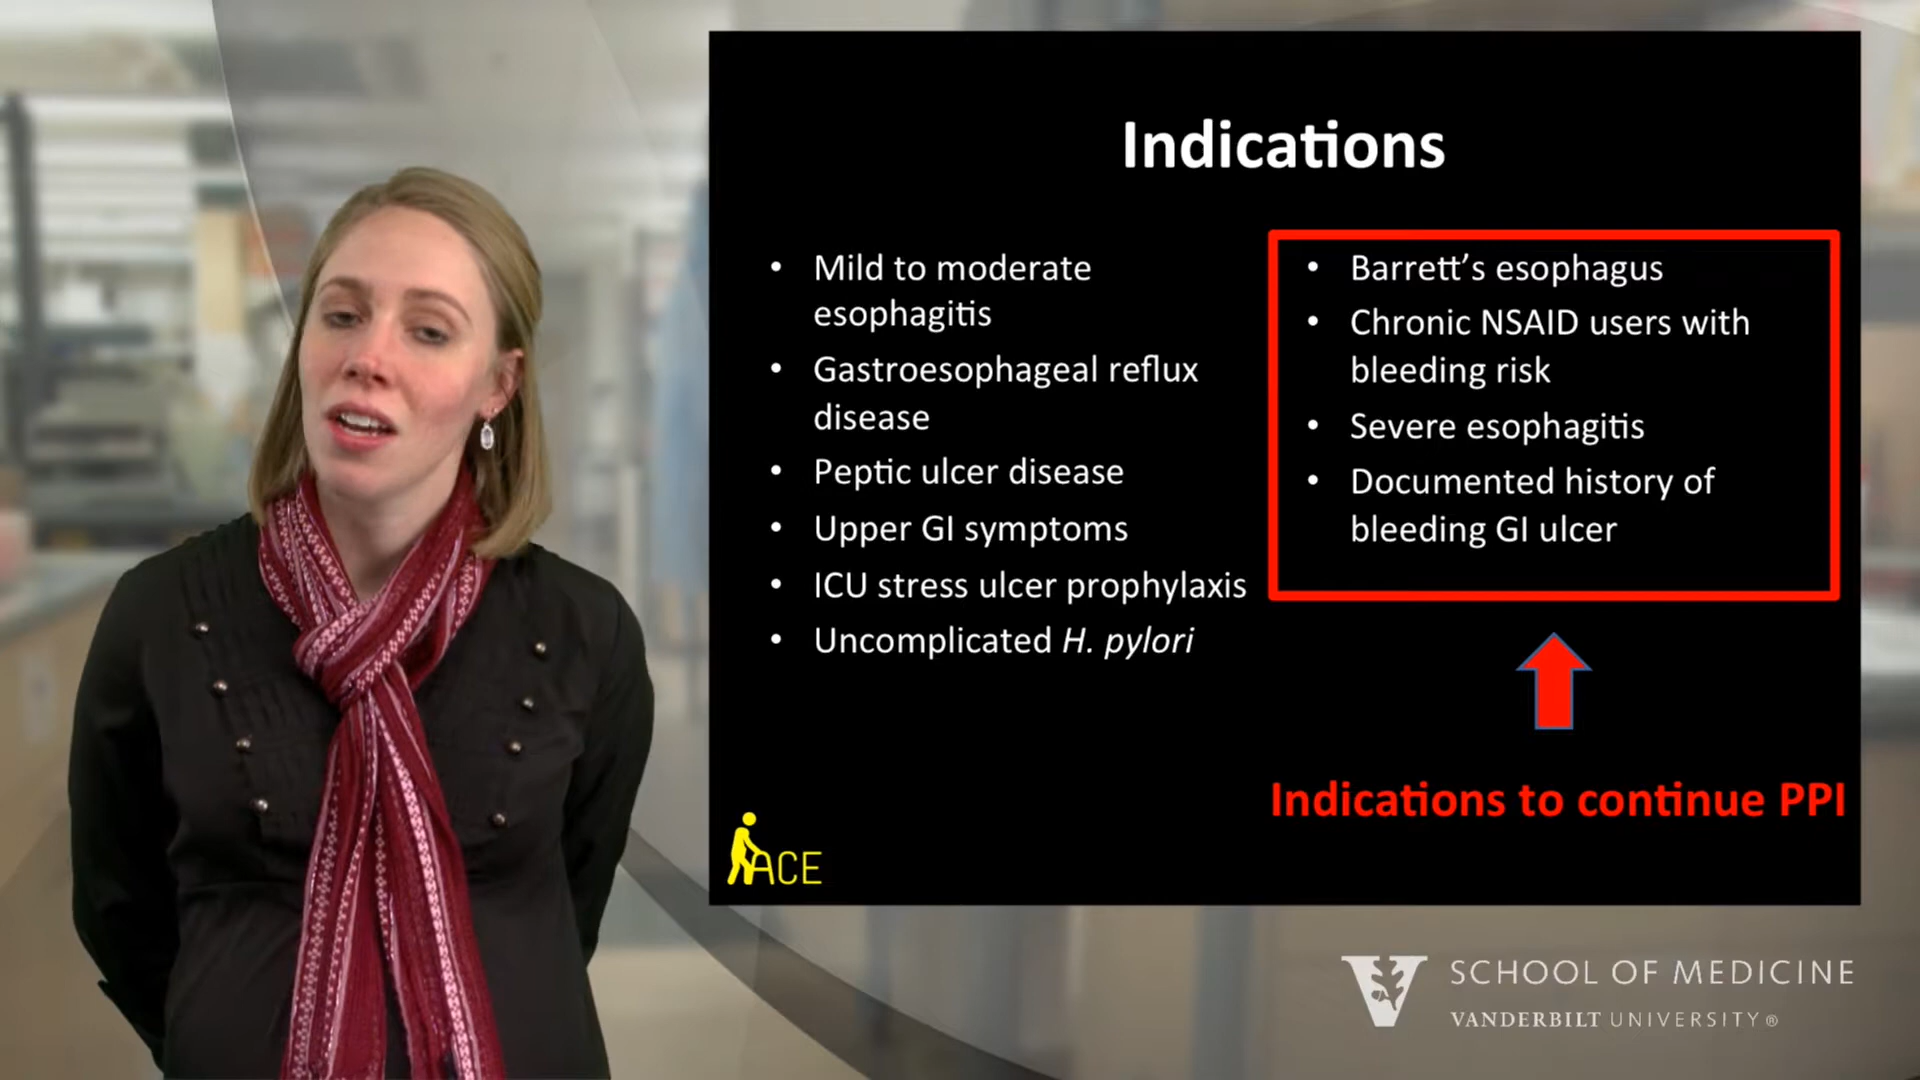 Indications
• Mild to moderate
esophagitis
• Gastroesophageal reflux
disease
• Peptic ulcer disease
• Upper GI symptoms
• ICU stress ulcer prophylaxis
• Uncomplicated H. pylori
• Barrett’s esophagus
• Chronic NSAID users with
bleeding risk
• Severe esophagitis
• Documented history of
bleeding GI ulcer
Indications to continue PPI
ACE
V SCHOOL OF MEDICINE
VANDERBILT UNIVERSITY®